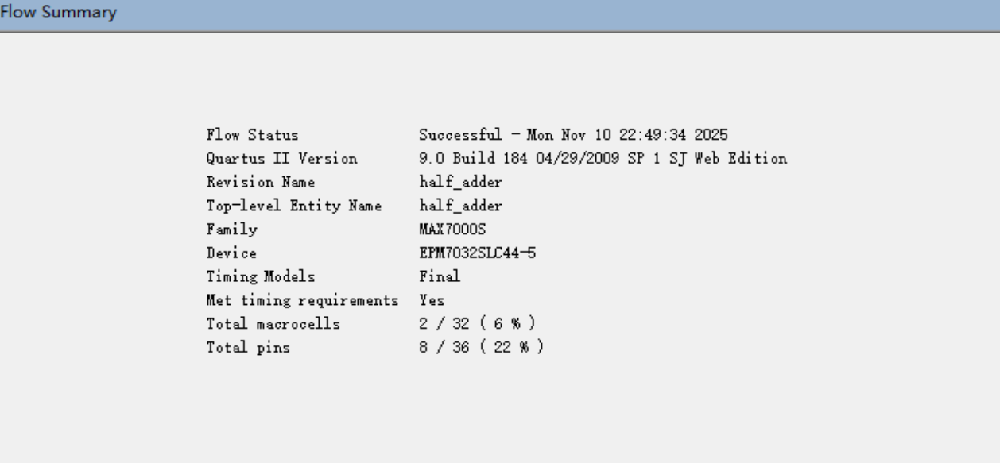 Flow Summary
Flow Status Successful - Mon Nov 10 22:49:34 2025
Quartus II Version 9.0 Build 184 04/29/2009 SP 1 SJ Web Edition
Revision Name half_adder
Top-level Entity Name half_adder
Family MAX7000S
Device EPM7032SLC44-5
Timing Models Final
Met timing requirements Yes
Total macrocells 2 / 32 ( 6 % )
Total pins 8 / 36 ( 22 % )